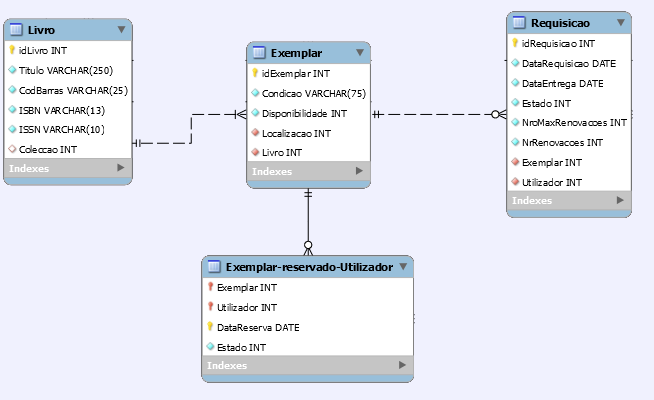 Livro
idLivro INT
Titulo VARCHAR(250)
CodBarras VARCHAR(25)
ISBN VARCHAR(13)
ISSN VARCHAR(10)
Coleccao INT
Indexes
Exemplar
idExemplar INT
Condicao VARCHAR(75)
Disponibilidade INT
Localizacao INT
Livro INT
Indexes
Requisicao
idRequisicao INT
DataRequisicao DATE
DataEntrega DATE
Estado INT
NroMaxRenovacoes INT
NrRenovacoes INT
Exemplar INT
Utilizador INT
Indexes
Exemplar-reservado-Utilizador
Exemplar INT
Utilizador INT
DataReserva DATE
Estado INT
Indexes